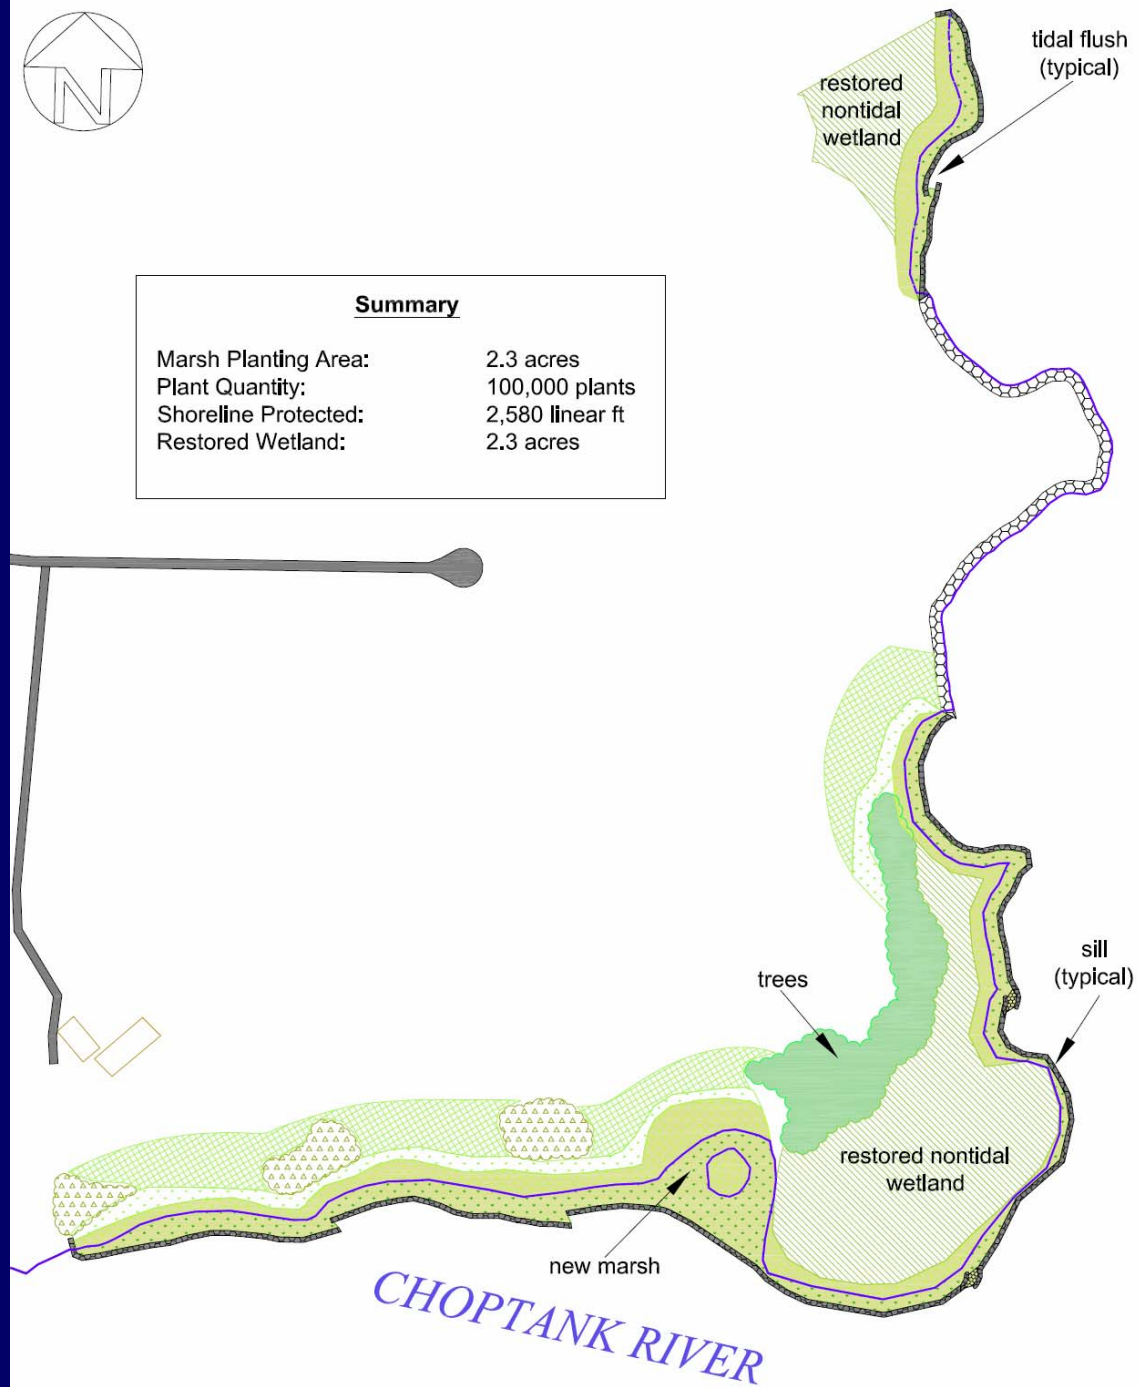 N
tidal flush
(typical)
restored
nontidal
wetland
Summary
Marsh Planting Area: 2.3 acres
Plant Quantity: 100,000 plants
Shoreline Protected: 2,580 linear ft
Restored Wetland: 2.3 acres
sill
(typical)
trees
restored nontidal
wetland
new marsh
CHOPTANK RIVER